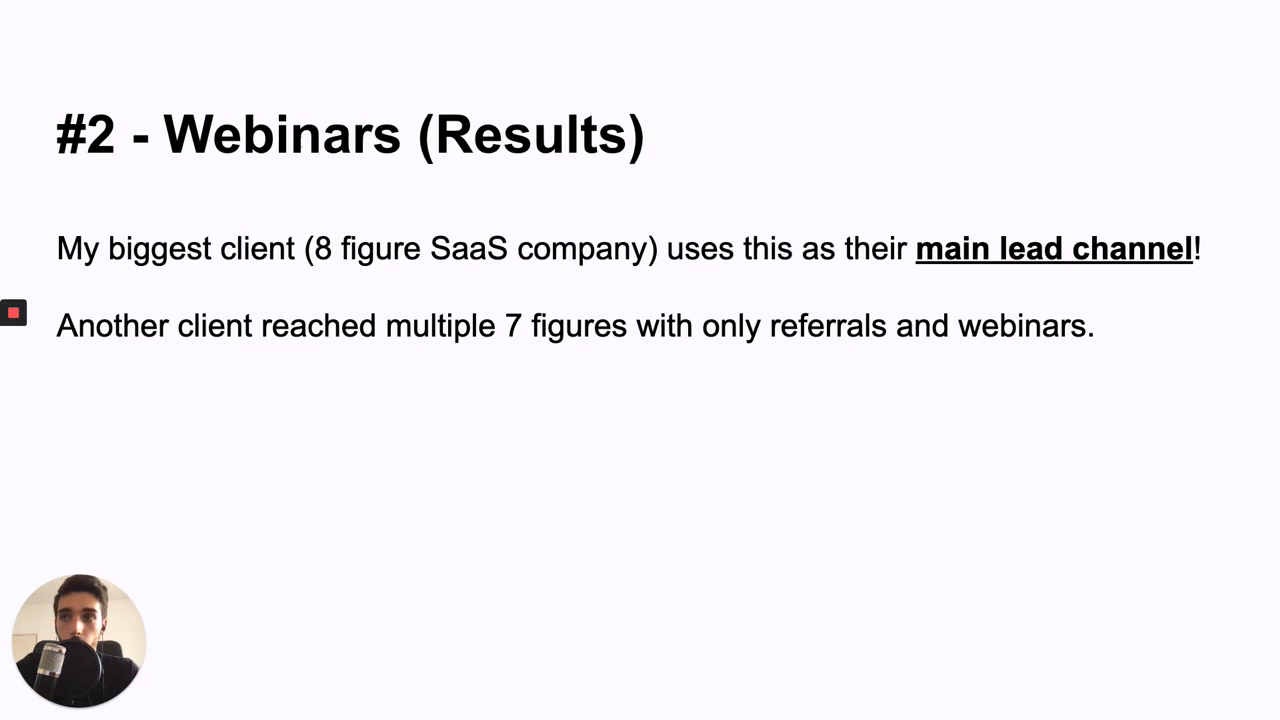 #2 - Webinars (Results)
My biggest client (8 figure SaaS company) uses this as their main lead channel!
Another client reached multiple 7 figures with only referrals and webinars.